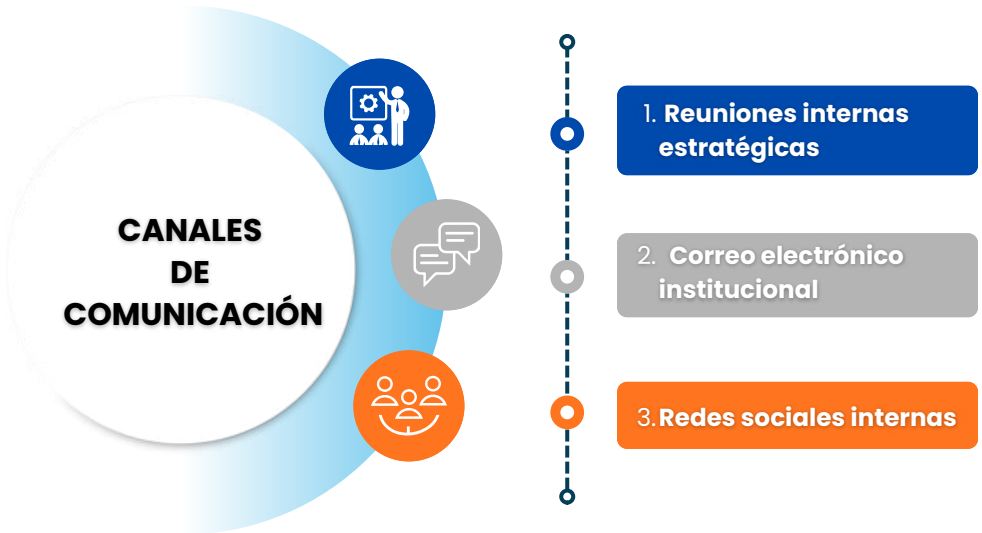 CANALES
DE
COMUNICACIÓN
1. Reuniones internas
estratégicas
2. Correo electrónico
institucional
3. Redes sociales internas